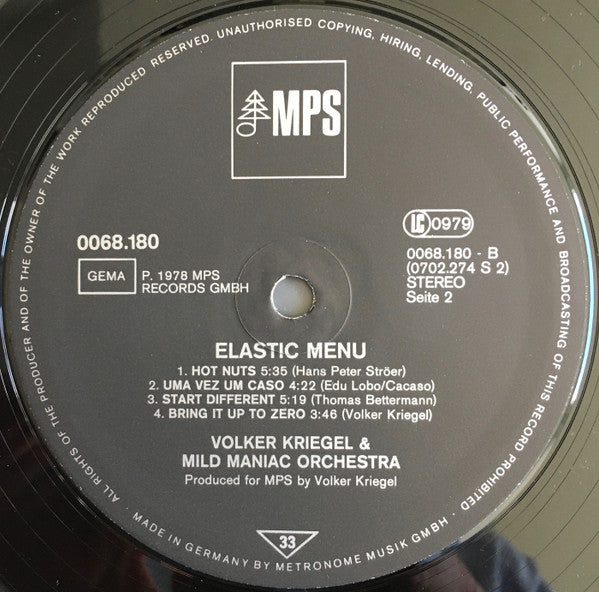 ALL RIGHTS OF THE PRODUCER AND OF THE OWNER OF THE WORK REPRODUCED RESERVED. UNAUTHORISED COPYING, HIRING, LENDING, PUBLIC PERFORMANCE AND BROADCASTING OF THIS RECORD PROHIBITED ·
MPS
LC 0979
0068.180
GEMA
P. 1978 MPS
RECORDS GMBH
0068.180 - B
(0702.274 S 2)
STEREO
Seite 2
ELASTIC MENU
1. HOT NUTS 5:35 (Hans Peter Ströer)
2. UMA VEZ UM CASO 4:22 (Edu Lobo/Cacaso)
3. START DIFFERENT 5:19 (Thomas Bettermann)
4. BRING IT UP TO ZERO 3:46 (Volker Kriegel)
VOLKER KRIEGEL &
MILD MANIAC ORCHESTRA
Produced for MPS by Volker Kriegel
33
· MADE IN GERMANY BY METRONOME MUSIK GMBH ·